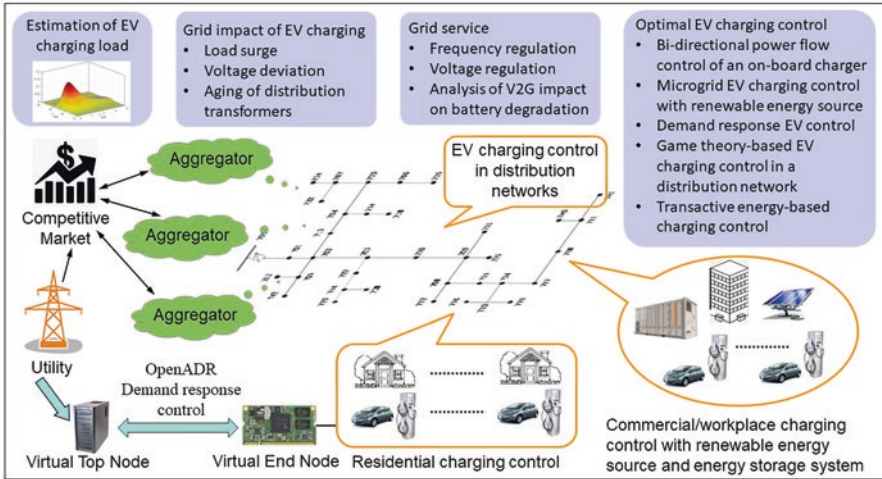 Estimation of EV
charging load
Grid impact of EV charging
• Load surge
• Voltage deviation
• Aging of distribution
transformers
Grid service
• Frequency regulation
• Voltage regulation
• Analysis of V2G impact
on battery degradation
Optimal EV charging control
• Bi-directional power flow
control of an on-board charger
• Microgrid EV charging control
with renewable energy source
• Demand response EV control
• Game theory-based EV
charging control in a
distribution network
• Transactive energy-based
charging control
Aggregator
EV charging control
in distribution
networks
Competitive
Market
Aggregator
Aggregator
Utility
OpenADR
Demand response
control
Virtual Top Node
Virtual End Node
Residential charging control
Commercial/workplace charging
control with renewable energy
source and energy storage system